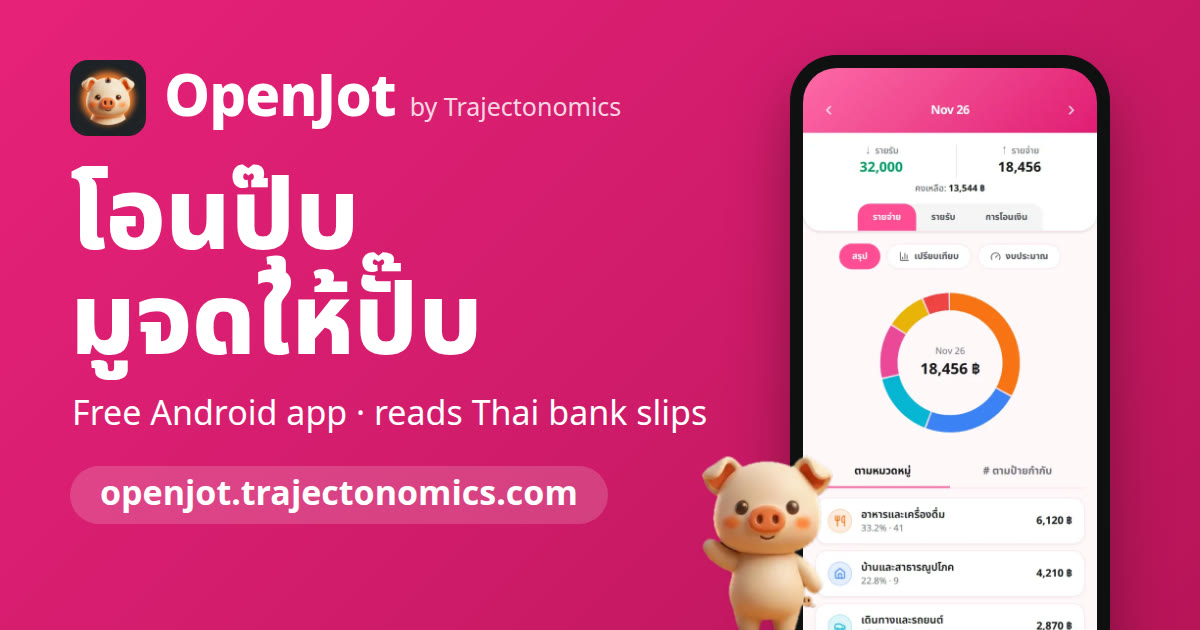 OpenJot by Trajectonomics
โอนปุ๊บ
มูจดให้ปั๊บ
Free Android app · reads Thai bank slips
openjot.trajectonomics.com
‹ Nov 26 ›
↓ รายรับ ↑ รายจ่าย
32,000 18,456
คงเหลือ: 13,544 ฿
รายจ่าย รายรับ การโอนเงิน
สรุป เปรียบเทียบ งบประมาณ
Nov 26
18,456 ฿
ตามหมวดหมู่ # ตามป้ายกำกับ
อาหารและเครื่องดื่ม 6,120 ฿
33.2% · 41
บ้านและสาธารณูปโภค 4,210 ฿
22.8% · 9
เดินทางและรถยนต์ 2,870 ฿